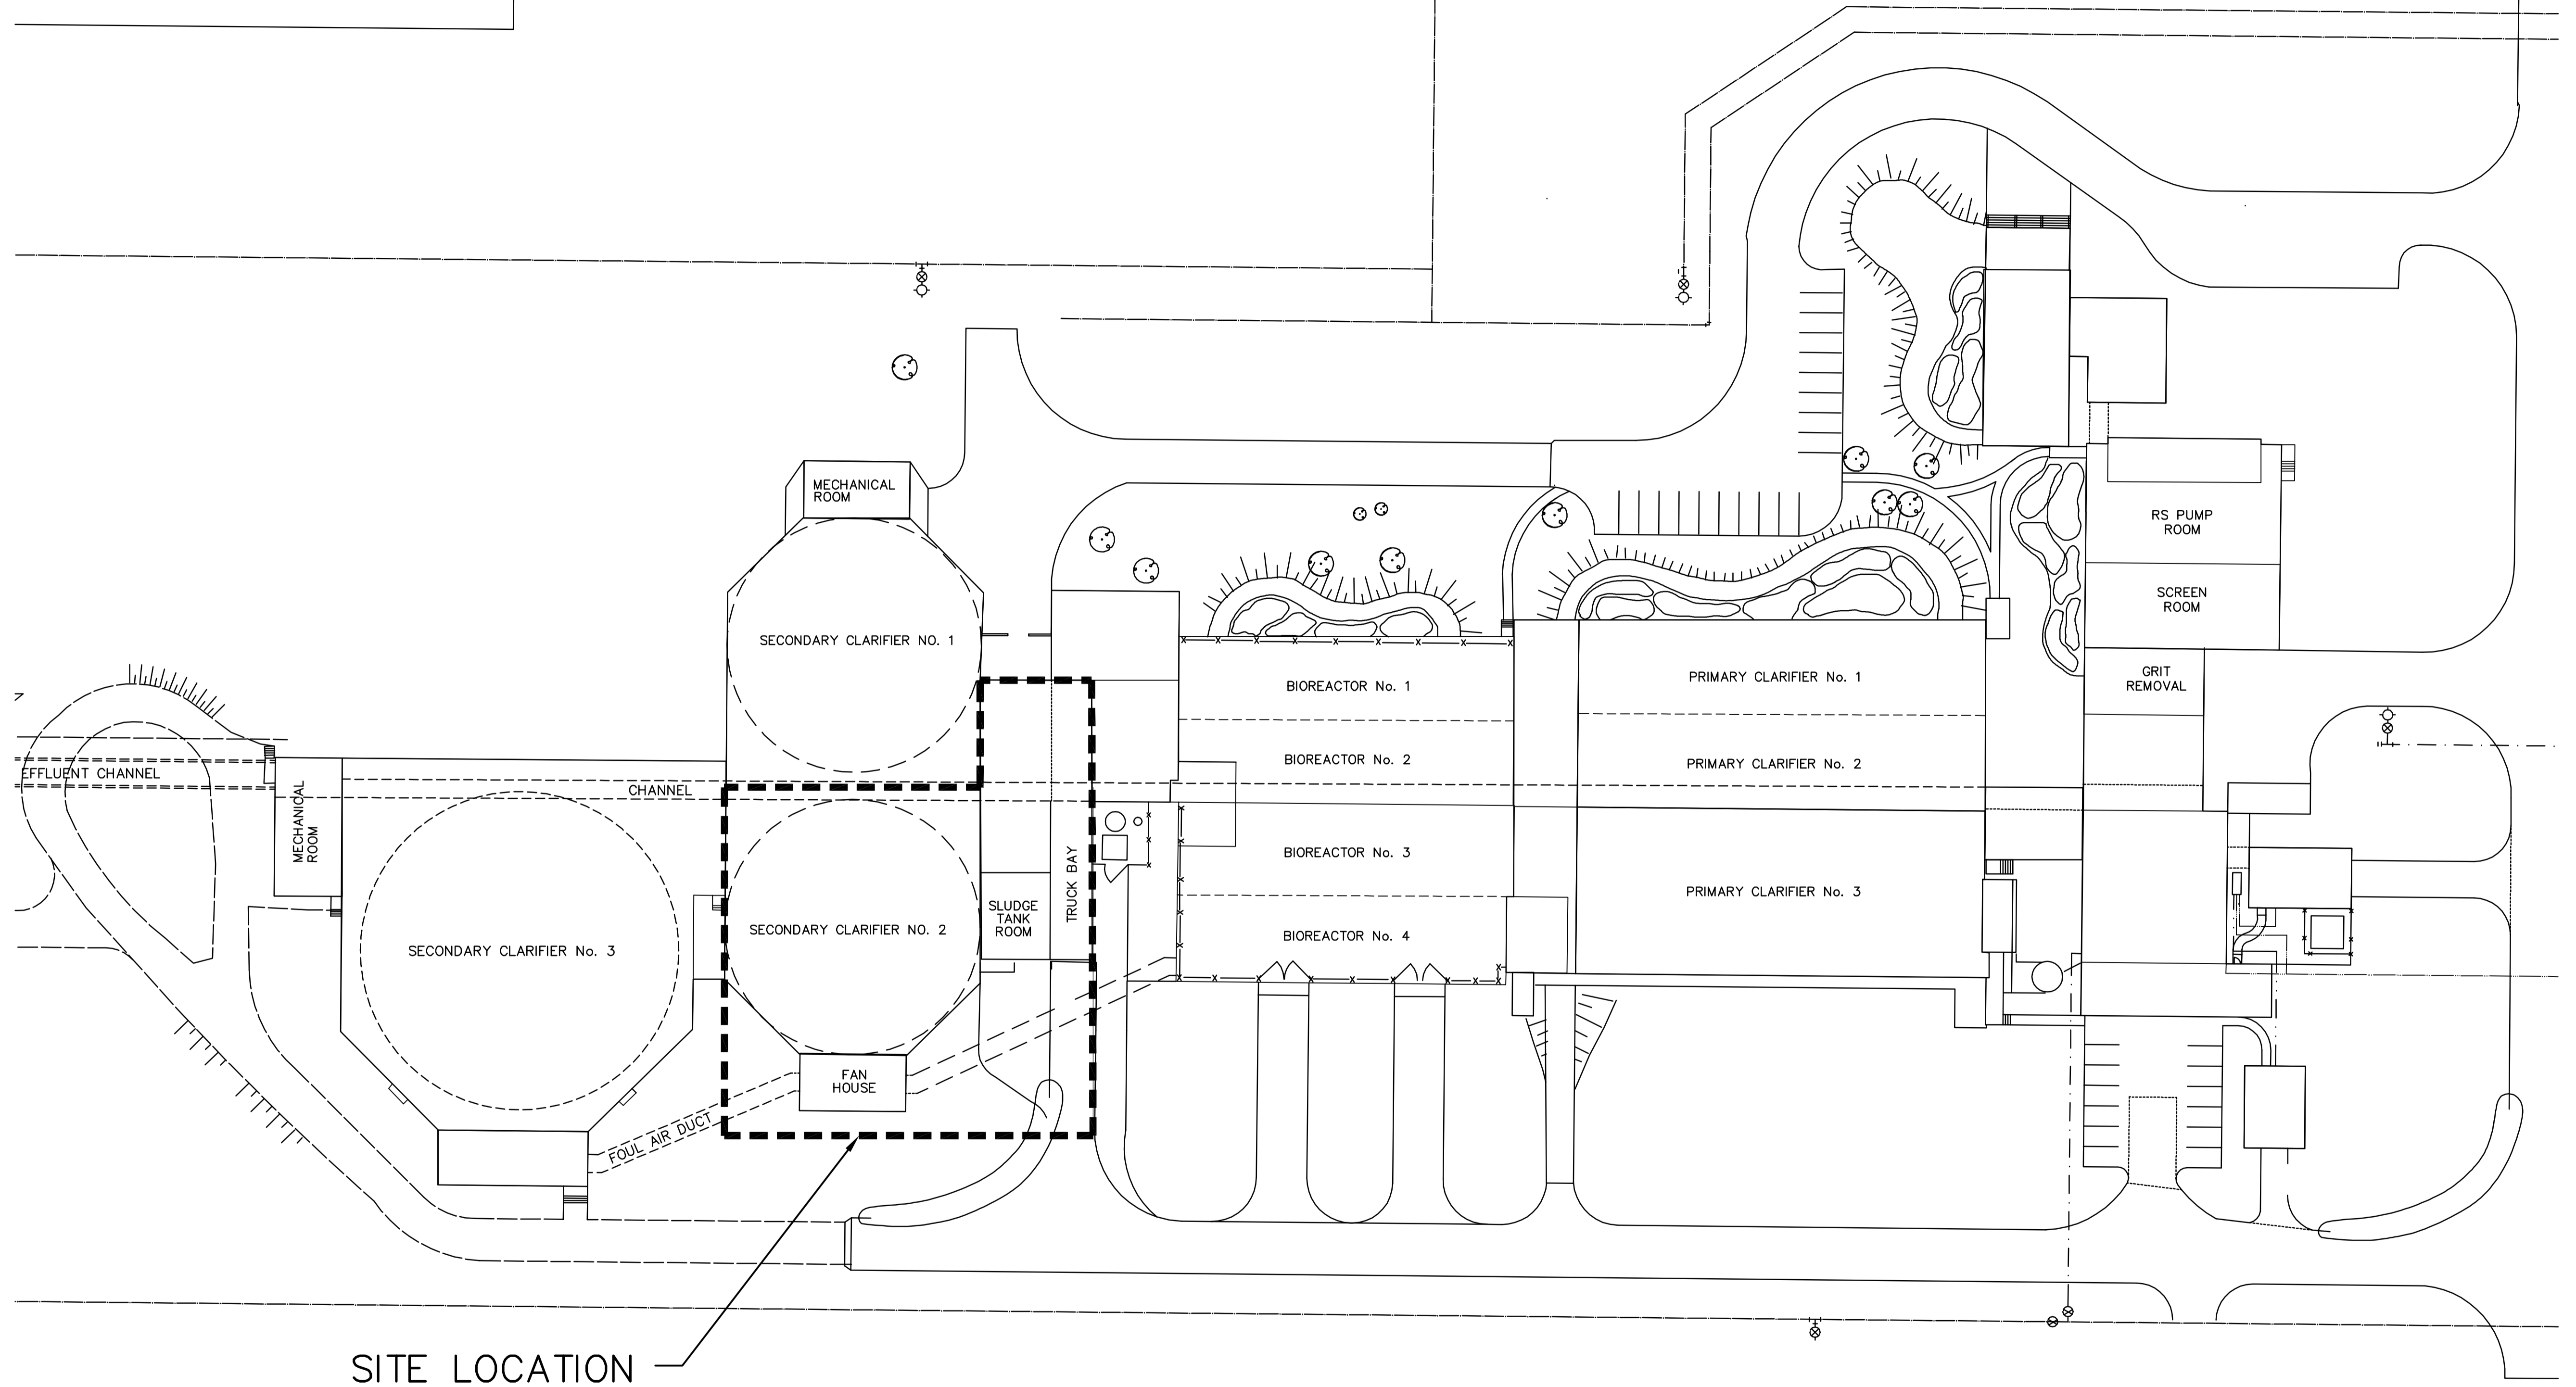 MECHANICAL
ROOM
RS PUMP
ROOM
SCREEN
ROOM
SECONDARY CLARIFIER NO. 1
BIOREACTOR No. 1
PRIMARY CLARIFIER No. 1
GRIT
REMOVAL
BIOREACTOR No. 2
PRIMARY CLARIFIER No. 2
EFFLUENT CHANNEL
CHANNEL
MECHANICAL
ROOM
BIOREACTOR No. 3
PRIMARY CLARIFIER No. 3
TRUCK BAY
SLUDGE
TANK
ROOM
SECONDARY CLARIFIER NO. 2
BIOREACTOR No. 4
SECONDARY CLARIFIER No. 3
FAN
HOUSE
FOUL AIR DUCT
SITE LOCATION